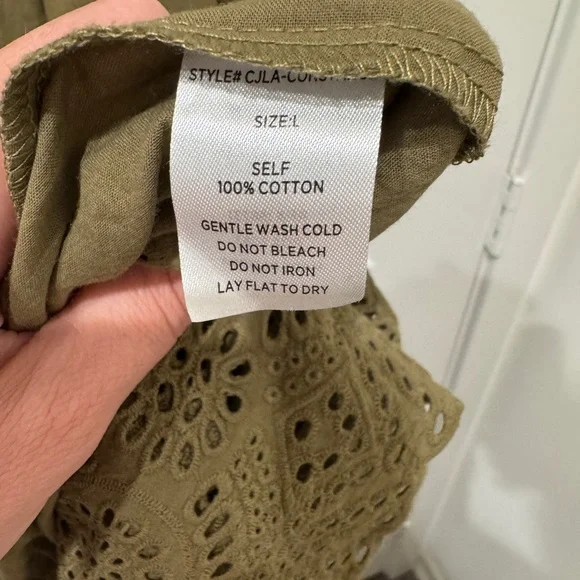 STYLE#
SIZE:L
SELF
100% COTTON
GENTLE WASH COLD
DO NOT BLEACH
DO NOT IRON
LAY FLAT TO DRY